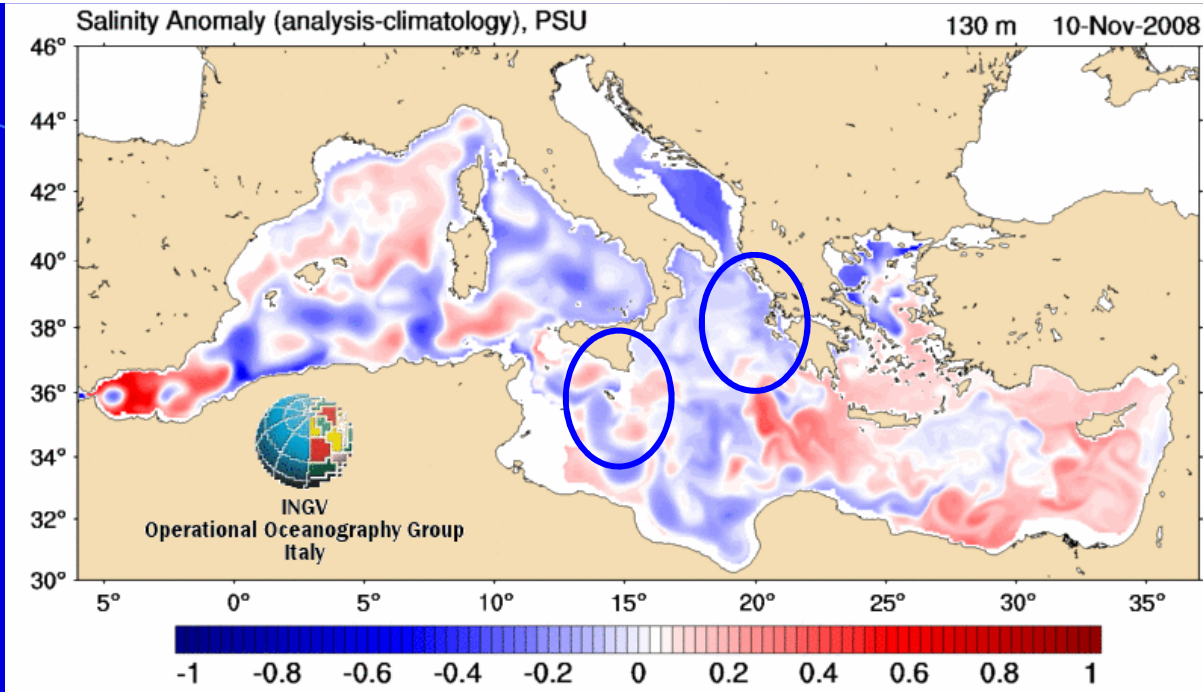 Salinity Anomaly (analysis-climatology), PSU 130 m 10-Nov-2008
46°
44°
42°
40°
38°
36°
34°
32°
30°
INGV
Operational Oceanography Group
Italy
5° 0° 5° 10° 15° 20° 25° 30° 35°
-1 -0.8 -0.6 -0.4 -0.2 0 0.2 0.4 0.6 0.8 1